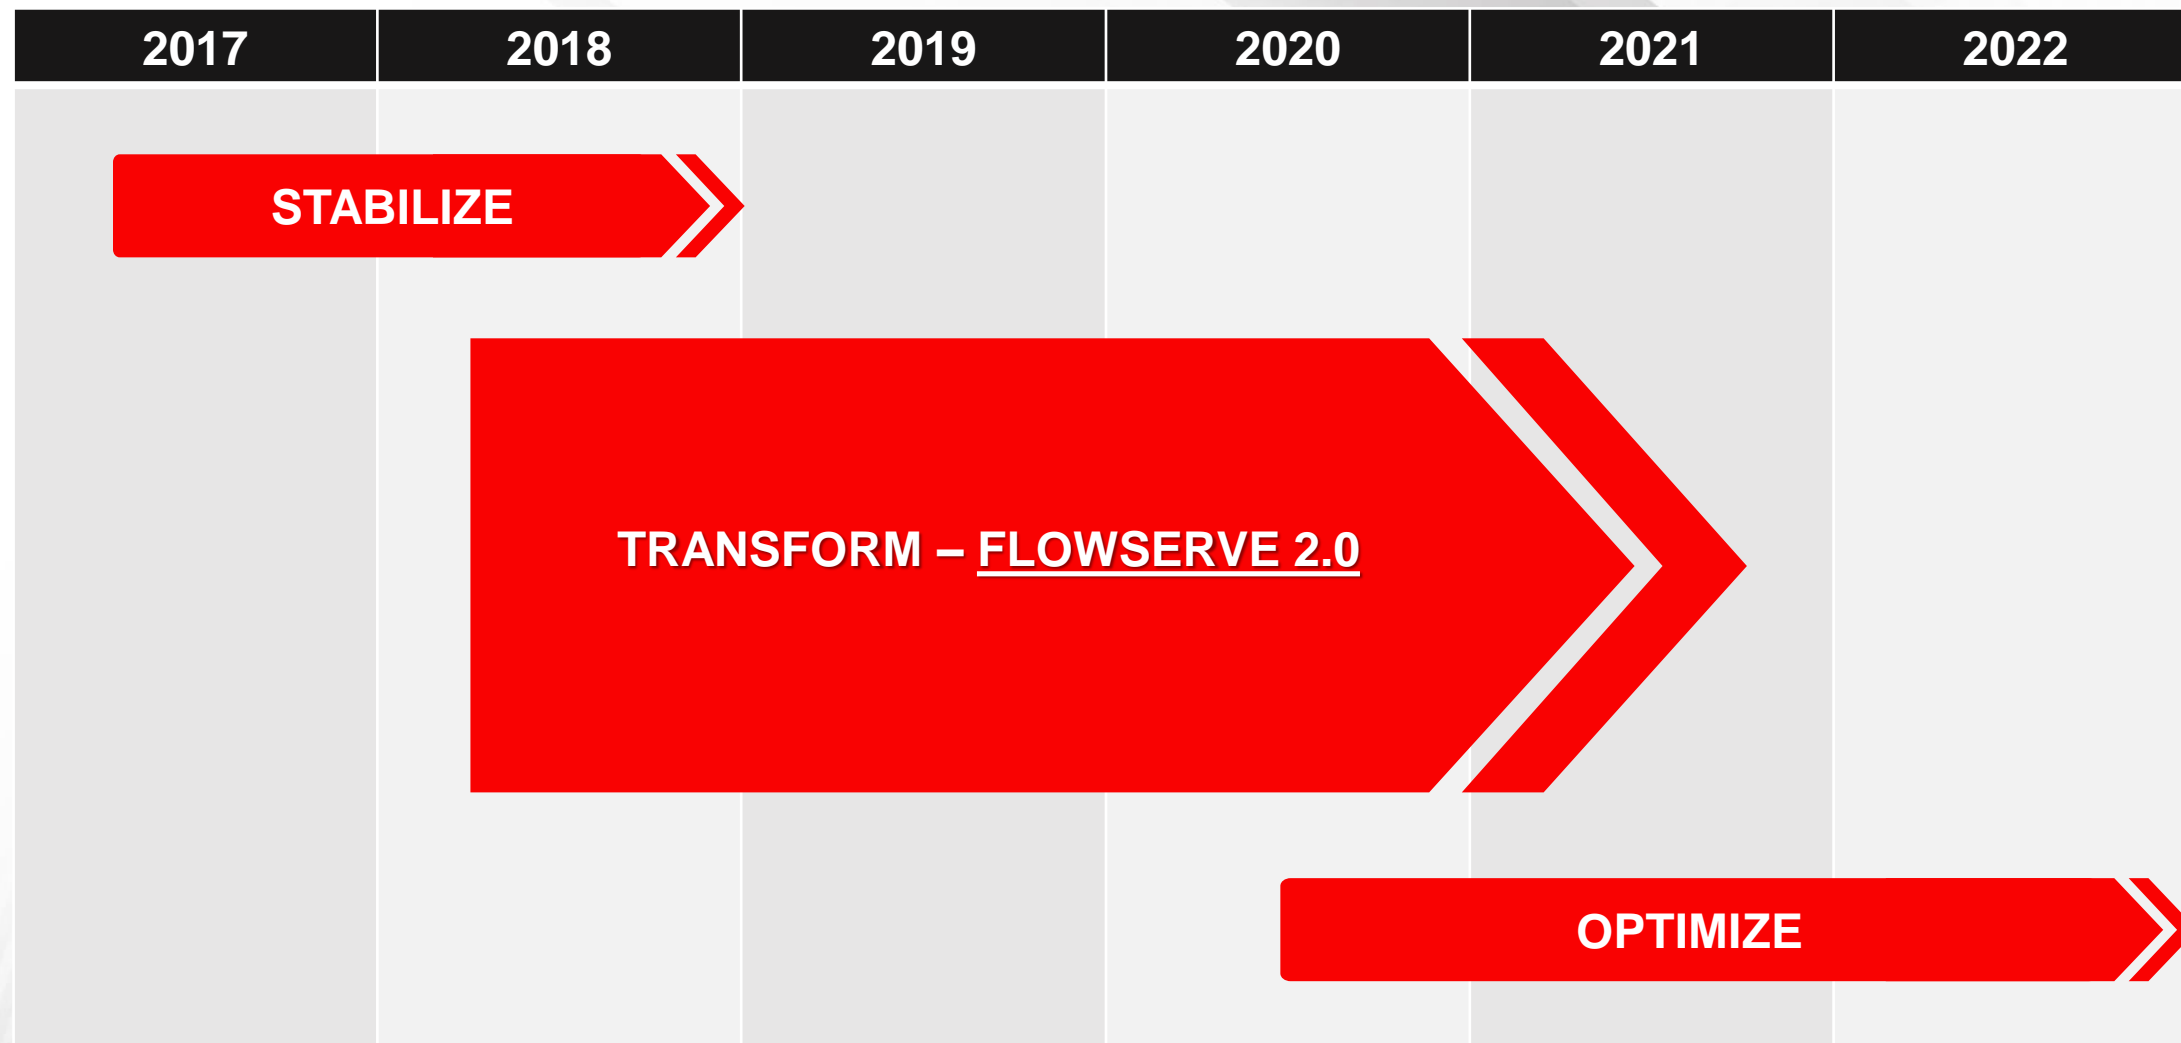 2017 2018 2019 2020 2021 2022
STABILIZE
TRANSFORM – FLOWSERVE 2.0
OPTIMIZE